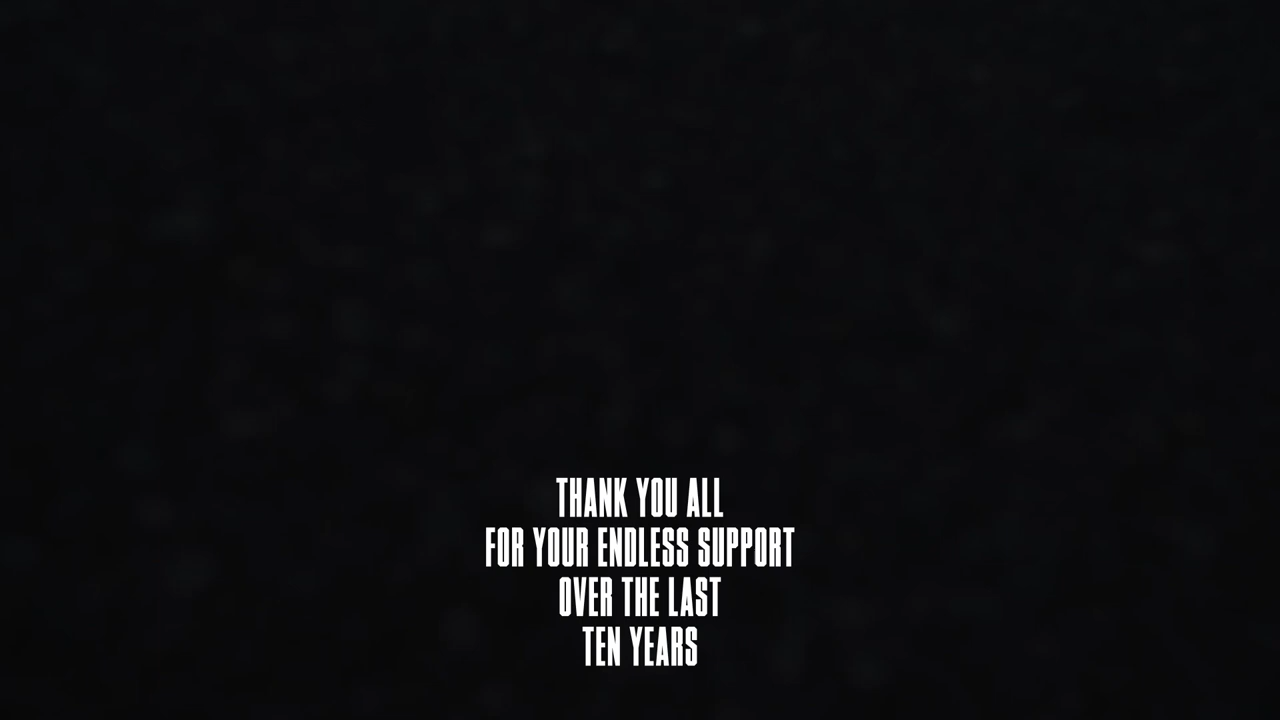 THANK YOU ALL
FOR YOUR ENDLESS SUPPORT
OVER THE LAST
TEN YEARS